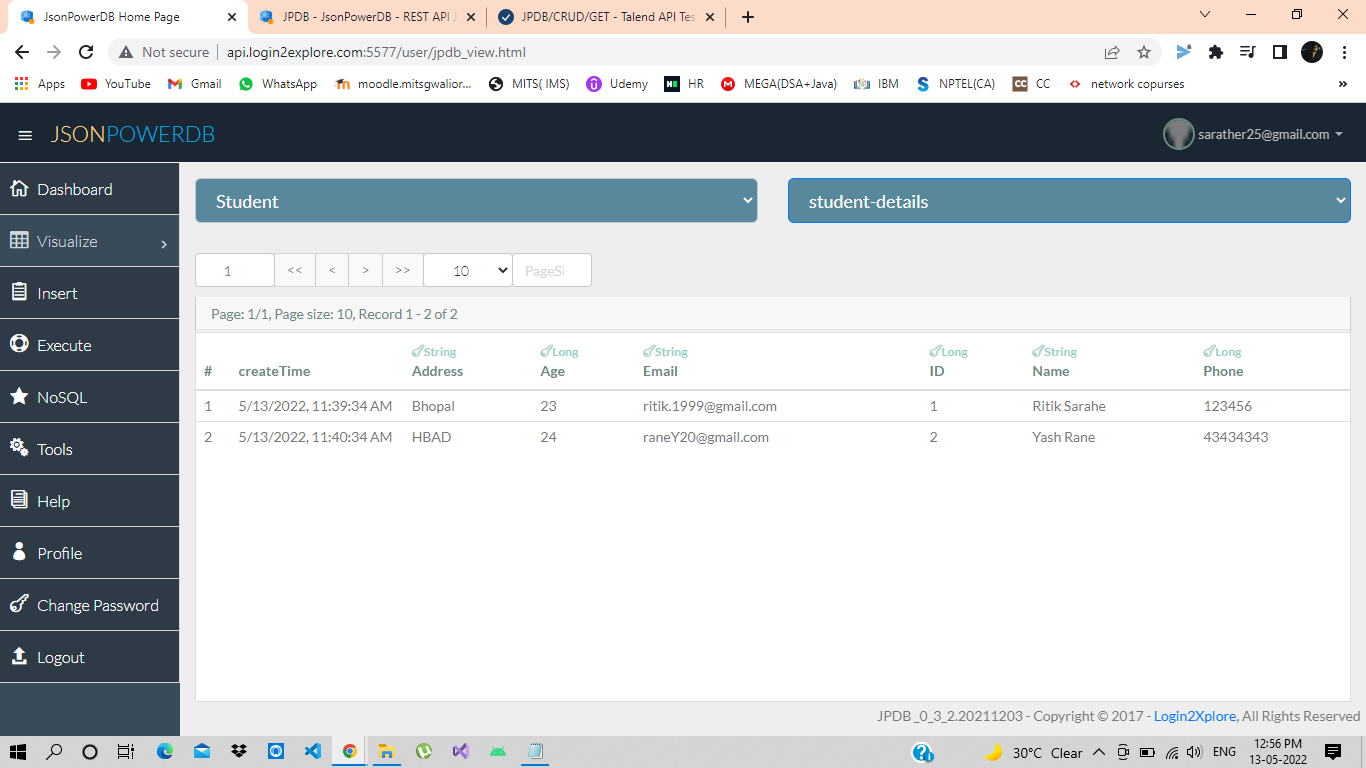 JsonPowerDB Home Page
JPDB - JsonPowerDB - REST API J
JPDB/CRUD/GET - Talend API Tes
Not secure | api.login2explore.com:5577/user/jpdb_view.html
Apps YouTube Gmail WhatsApp moodle.mitsgwalior... MITS( IMS) Udemy HR MEGA(DSA+Java) IBM NPTEL(CA) CC CC network copurses »
JSONPOWERDB
sarather25@gmail.com
Dashboard
Visualize
Insert
Execute
NoSQL
Tools
Help
Profile
Change Password
Logout
Student
student-details
1 << < > >> 10 PageSi
Page: 1/1, Page size: 10, Record 1 - 2 of 2
String Long String Long String Long
# createTime Address Age Email ID Name Phone
1 5/13/2022, 11:39:34 AM Bhopal 23 ritik.1999@gmail.com 1 Ritik Sarahe 123456
2 5/13/2022, 11:40:34 AM HBAD 24 raneY20@gmail.com 2 Yash Rane 43434343
JPDB _0_3_2.20211203 - Copyright © 2017 - Login2Xplore, All Rights Reserved
30°C Clear ENG
12:56 PM
13-05-2022